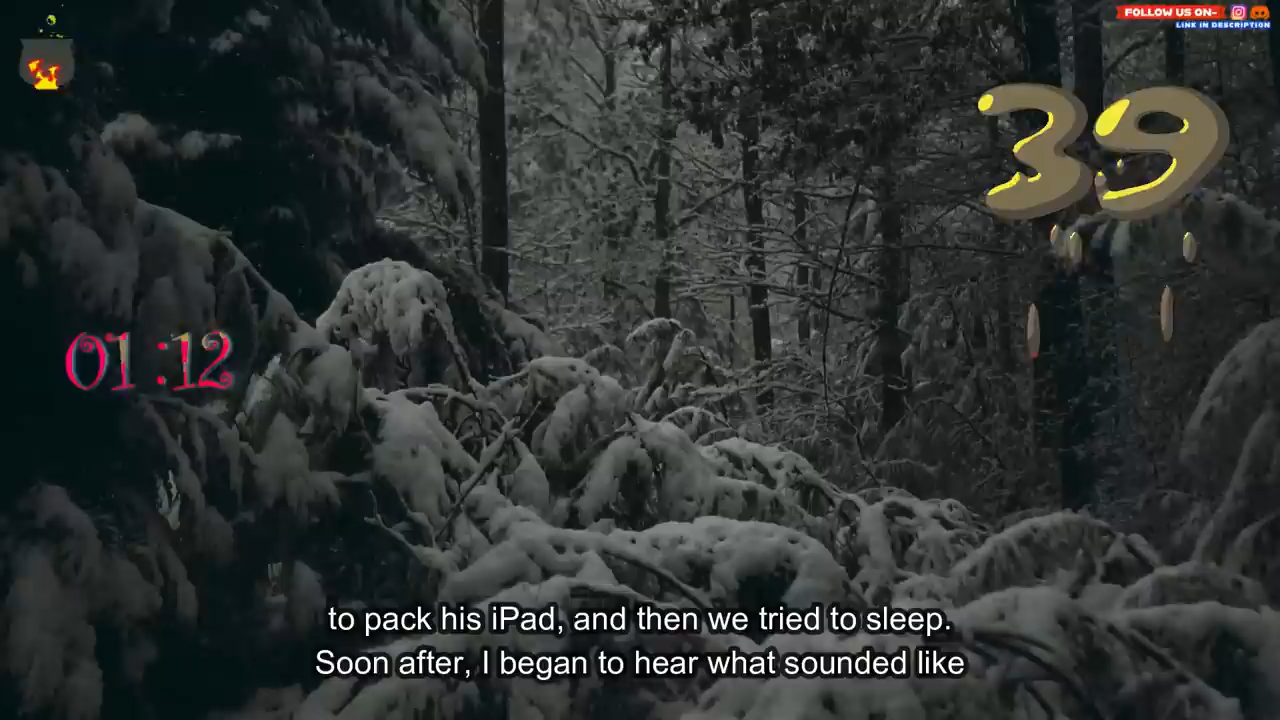 FOLLOW US ON-
LINK IN DESCRIPTION
39
01:12
to pack his iPad, and then we tried to sleep.
Soon after, I began to hear what sounded like